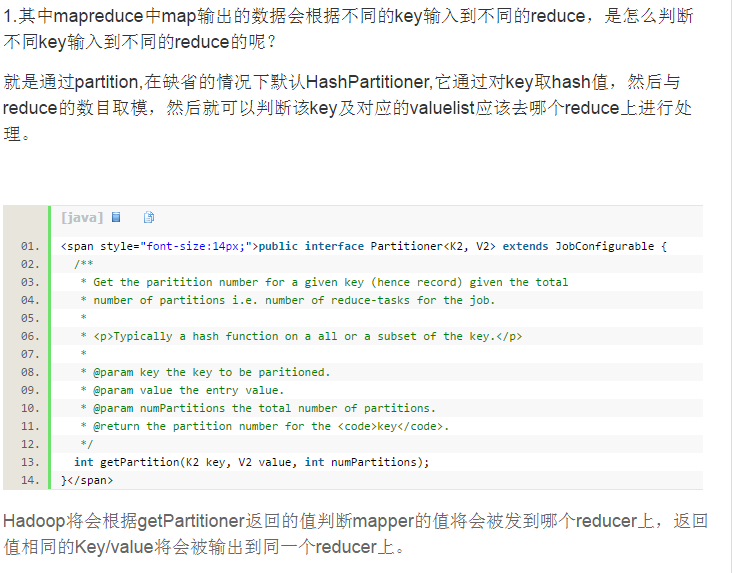 1.其中mapreduce中map输出的数据会根据不同的key输入到不同的reduce，是怎么判断
不同key输入到不同的reduce的呢？
就是通过partition,在缺省的情况下默认HashPartitioner,它通过对key取hash值，然后与
reduce的数目取模，然后就可以判断该key及对应的valuelist应该去哪个reduce上进行处
理。
[java]
01. <span style="font-size:14px;">public interface Partitioner<K2, V2> extends JobConfigurable {
02.   /**
03.    * Get the paritition number for a given key (hence record) given the total
04.    * number of partitions i.e. number of reduce-tasks for the job.
05.    *
06.    * <p>Typically a hash function on a all or a subset of the key.</p>
07.    *
08.    * @param key the key to be paritioned.
09.    * @param value the entry value.
10.    * @param numPartitions the total number of partitions.
11.    * @return the partition number for the <code>key</code>.
12.    */
13.   int getPartition(K2 key, V2 value, int numPartitions);
14. }</span>
Hadoop将会根据getPartitioner返回的值判断mapper的值将会被发到哪个reducer上，返回
值相同的Key/value将会被输出到同一个reducer上。